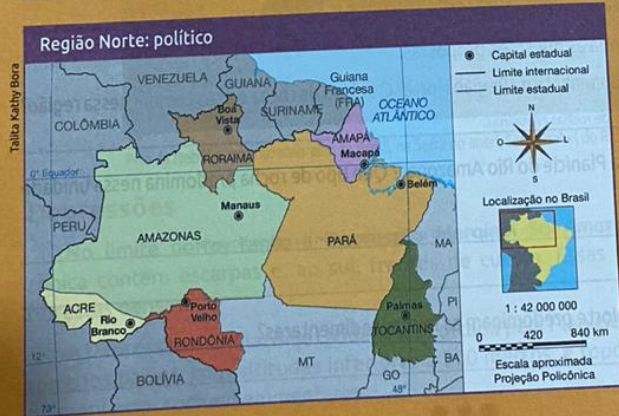 Região Norte: político
Talita Kathy Bora
VENEZUELA
GUIANA
Guiana
Francesa
(FRA)
SURINAME
COLÔMBIA
OCEANO
ATLÂNTICO
Boa
Vista
RORAIMA
AMAPÁ
Macapá
0° Equador
Belém
Manaus
PERU
AMAZONAS
PARÁ
MA
ACRE
Rio
Branco
Porto
Velho
RONDÔNIA
Palmas
TOCANTINS
PI
12°
MT
BA
BOLÍVIA
GO
73°
48°
Capital estadual
Limite internacional
Limite estadual
N
O
L
S
Localização no Brasil
1 : 42 000 000
0 420 840 km
Escala aproximada
Projeção Policônica